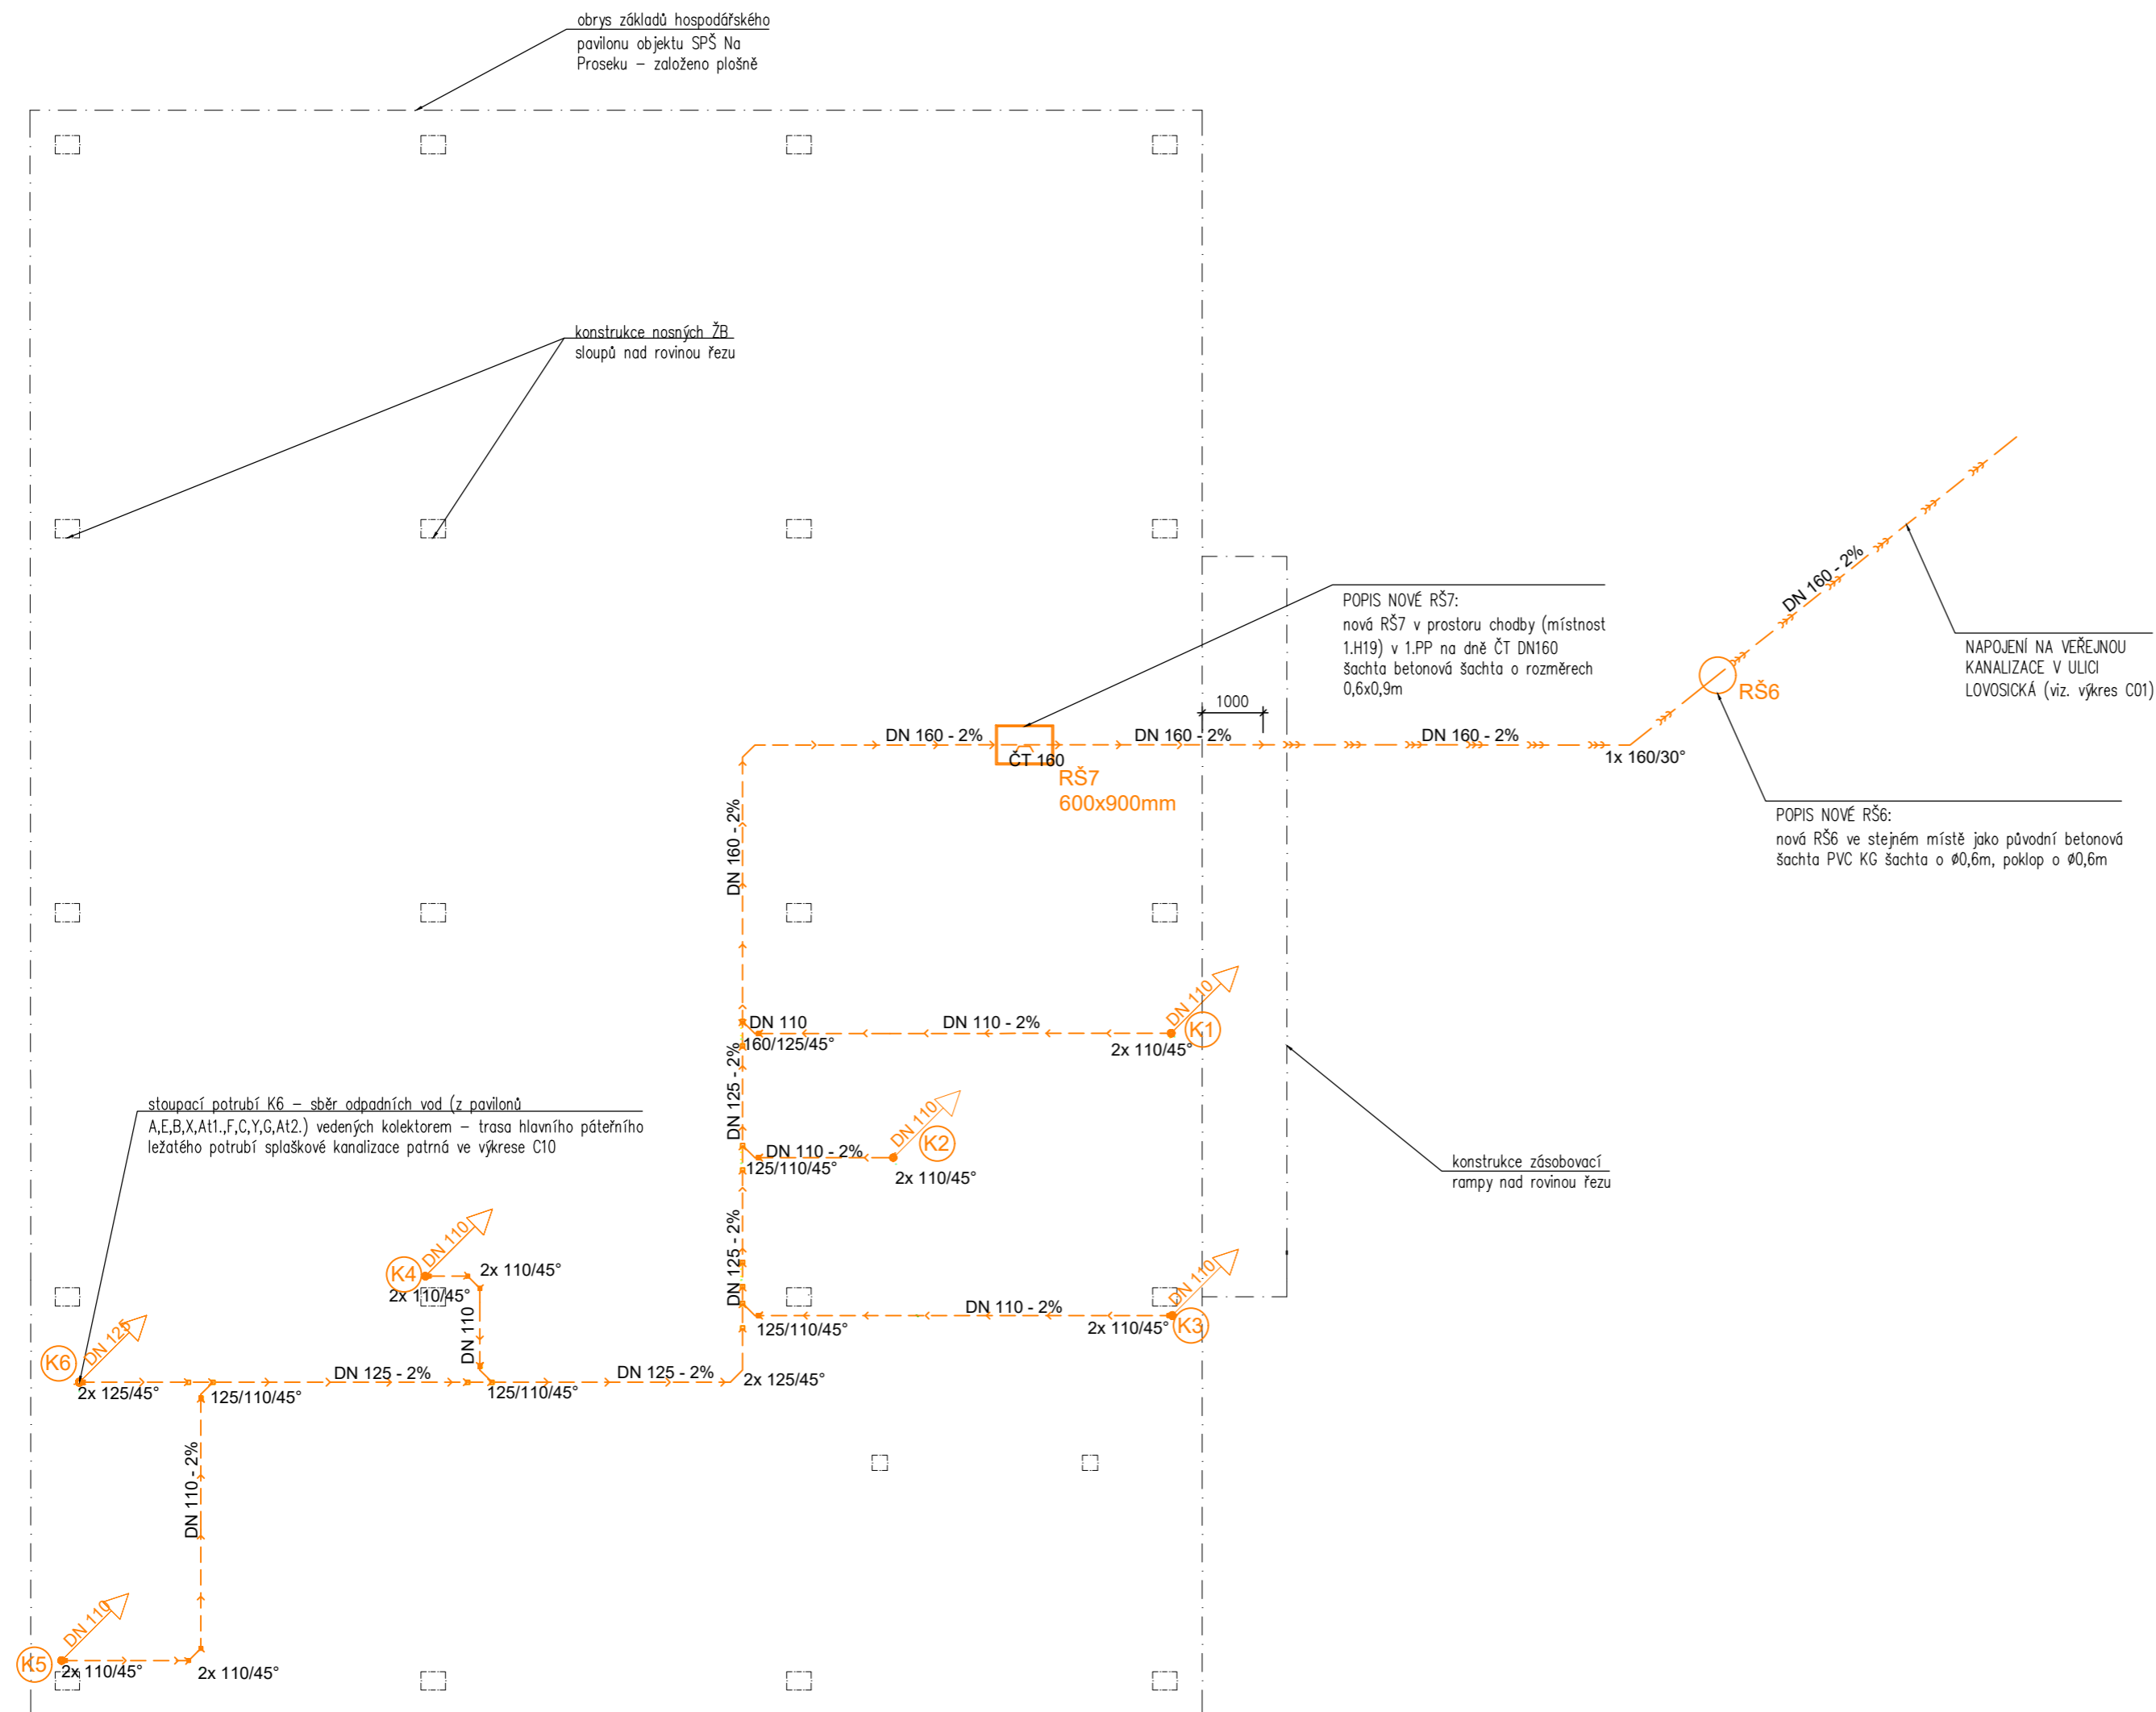 obrys základů hospodářského
pavilonu objektu SPŠ Na
Proseku – založeno plošně
konstrukce nosných ŽB
sloupů nad rovinou řezu
POPIS NOVÉ RŠ7:
nová RŠ7 v prostoru chodby (místnost
1.H19) v 1.PP na dně ČT DN160
šachta betonová šachta o rozměrech
0,6x0,9m
DN 160 - 2%
NAPOJENÍ NA VEŘEJNOU
KANALIZACE V ULICI
LOVOSICKÁ (viz. výkres C01)
RŠ6
1000
DN 160 - 2%
DN 160 - 2%
DN 160 - 2%
1x 160/30°
ČT 160
RŠ7
600x900mm
POPIS NOVÉ RŠ6:
nová RŠ6 ve stejném místě jako původní betonová
šachta PVC KG šachta o ø0,6m, poklop o ø0,6m
DN 160 - 2%
DN 110
DN 110
DN 110 - 2%
K1
160/125/45°
2x 110/45°
DN 125 - 2%
stoupací potrubí K6 – sběr odpadních vod (z pavilonů
A,E,B,X,At1.,F,C,Y,G,At2.) vedených kolektorem – trasa hlavního páteřního
ležatého potrubí splaškové kanalizace patrná ve výkrese C10
DN 110
K2
DN 110 - 2%
125/110/45°
2x 110/45°
konstrukce zásobovací
rampy nad rovinou řezu
DN 110
K4
2x 110/45°
2x 110/45°
DN 110
DN 125 - 2%
DN 110
DN 110 - 2%
125/110/45°
2x 110/45°
K3
DN 125
K6
2x 125/45°
125/110/45°
DN 125 - 2%
125/110/45°
DN 125 - 2%
2x 125/45°
DN 110 - 2%
DN 110
K5
2x 110/45°
2x 110/45°